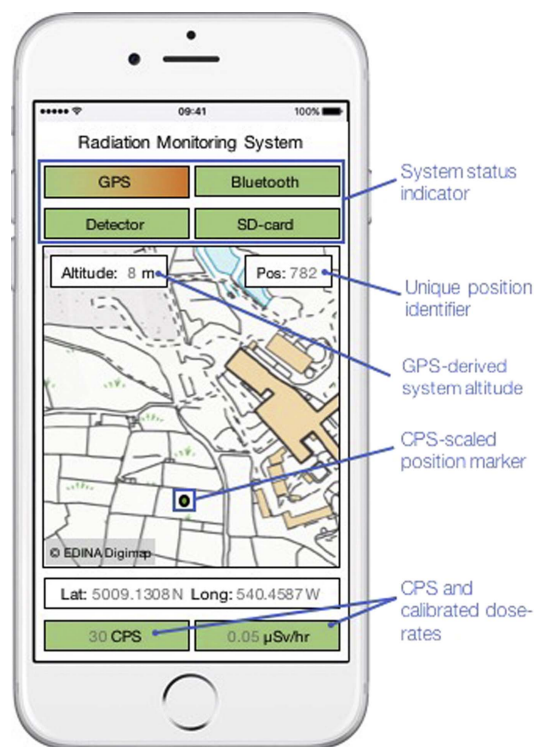 09:41 100%
Radiation Monitoring System
GPS Bluetooth
Detector SD-card
System status
indicator
Altitude: 8 m Pos: 782
Unique position
identifier
GPS-derived
system altitude
CPS-scaled
position marker
© EDINA Digimap
Lat: 5009.1308N Long: 540.4587W
30 CPS 0.05 µSv/hr
CPS and
calibrated dose-
rates